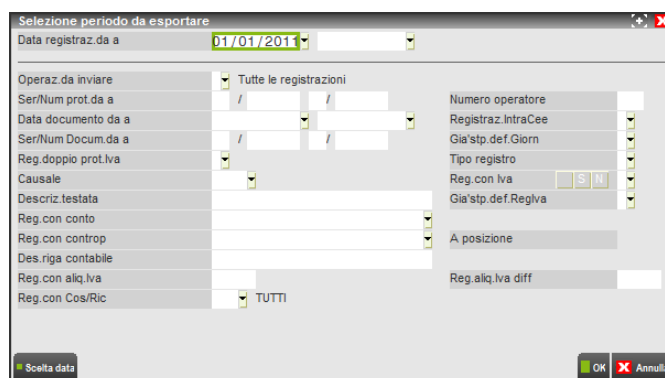 Selezione periodo da esportare
Data registraz.da a 01/01/2011
Operaz.da inviare Tutte le registrazioni
Ser/Num prot.da a / / Numero operatore
Data documento da a Registraz.IntraCee
Ser/Num Docum.da a / / Gia'stp.def.Giorn
Reg.doppio prot.Iva Tipo registro
Causale Reg.con Iva S N
Descriz.testata Gia'stp.def.RegIva
Reg.con conto
Reg.con controp A posizione
Des.riga contabile
Reg.con aliq.Iva Reg.aliq.Iva diff
Reg.con Cos/Ric TUTTI
Scelta data OK Annulla